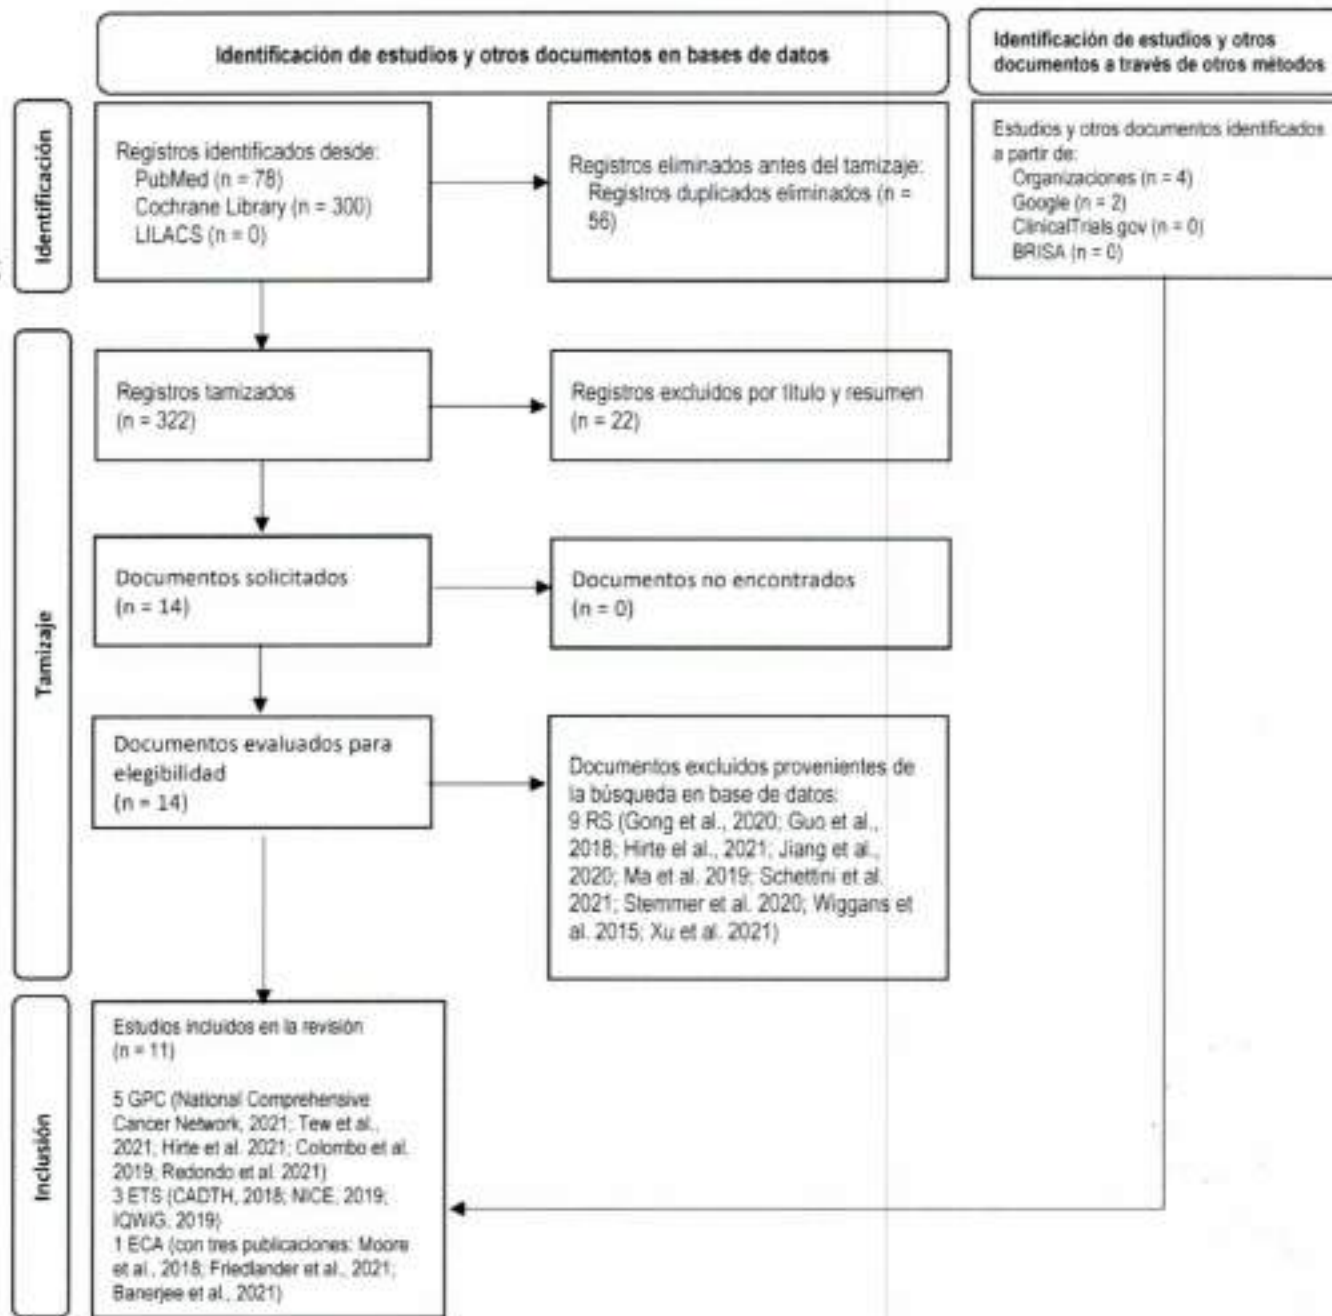 Identificación de estudios y otros documentos en bases de datos
Identificación de estudios y otros
documentos a través de otros métodos
Identificación
Registros identificados desde:
PubMed (n = 78)
Cochrane Library (n = 300)
LILACS (n = 0)
Registros eliminados antes del tamizaje:
Registros duplicados eliminados (n =
56)
Estudios y otros documentos identificados
a partir de:
Organizaciones (n = 4)
Google (n = 2)
ClinicalTrials.gov (n = 0)
BRISA (n = 0)
Tamizaje
Registros tamizados
(n = 322)
Registros excluidos por título y resumen
(n = 22)
Documentos solicitados
(n = 14)
Documentos no encontrados
(n = 0)
Documentos evaluados para
elegibilidad
(n = 14)
Documentos excluidos provenientes de
la búsqueda en base de datos:
9 RS (Gong et al., 2020; Guo et al.,
2018; Hirte el al., 2021; Jiang et al.,
2020; Ma et al. 2019; Schettini et al.
2021; Stemmer et al. 2020; Wiggans et
al. 2015; Xu et al. 2021)
Inclusión
Estudios incluidos en la revisión
(n = 11)
5 GPC (National Comprehensive
Cancer Network, 2021; Tew et al.,
2021; Hirte et al. 2021; Colombo et al.
2019; Redondo et al. 2021)
3 ETS (CADTH, 2018; NICE, 2019;
IQWiG, 2019)
1 ECA (con tres publicaciones: Moore
et al., 2018; Friedlander et al., 2021;
Banerjee et al., 2021)